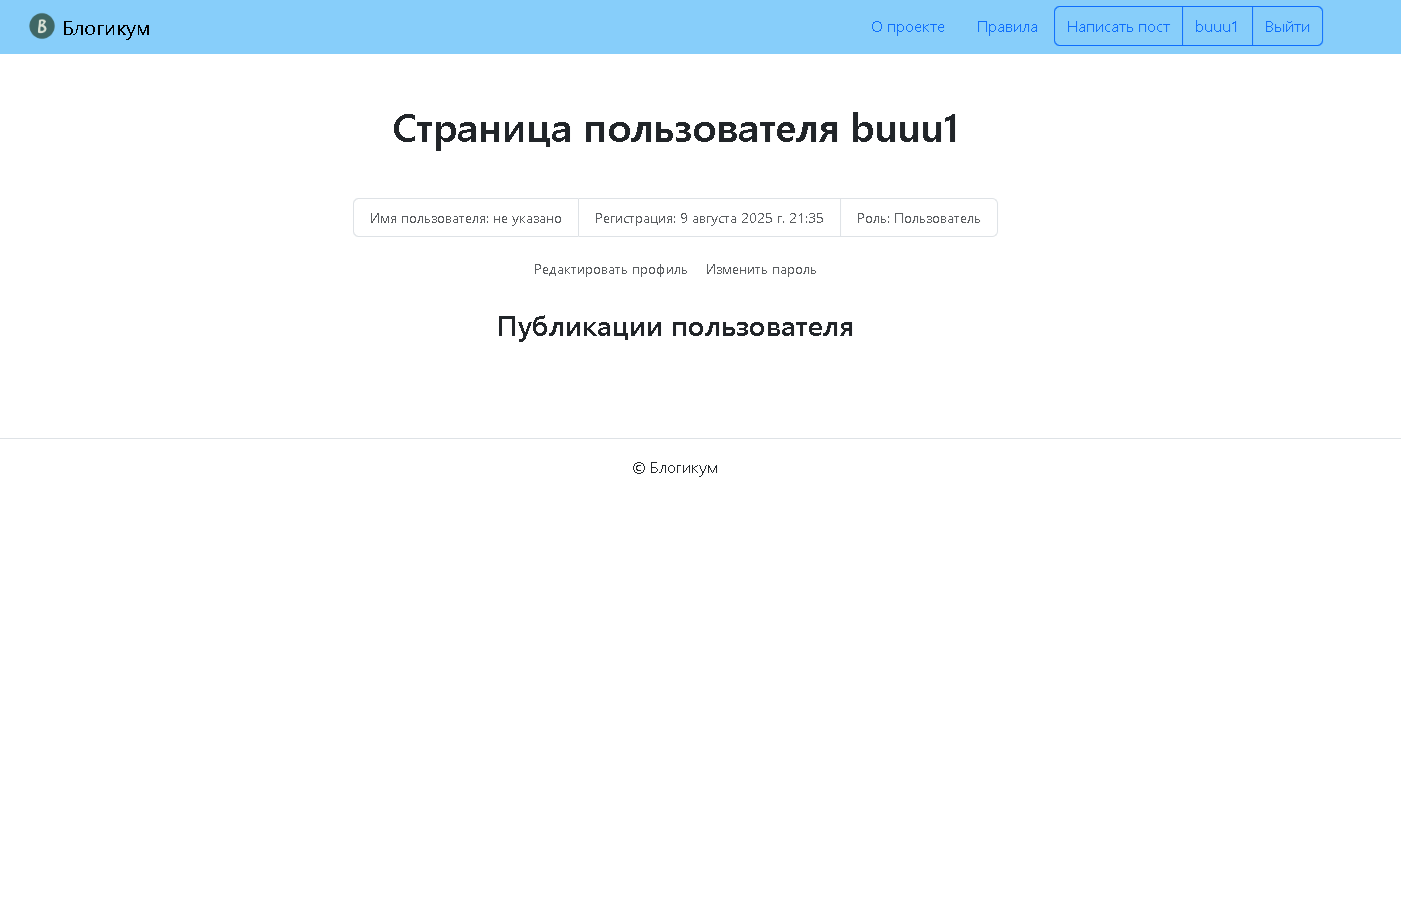 B Блогикум О проекте Правила Написать пост buuu1 Выйти
Страница пользователя buuu1
Имя пользователя: не указано Регистрация: 9 августа 2025 г. 21:35 Роль: Пользователь
Редактировать профиль Изменить пароль
Публикации пользователя
© Блогикум